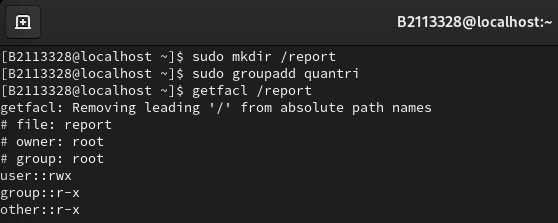 B2113328@localhost:~
[B2113328@localhost ~]$ sudo mkdir /report
[B2113328@localhost ~]$ sudo groupadd quantri
[B2113328@localhost ~]$ getfacl /report
getfacl: Removing leading '/' from absolute path names
# file: report
# owner: root
# group: root
user::rwx
group::r-x
other::r-x